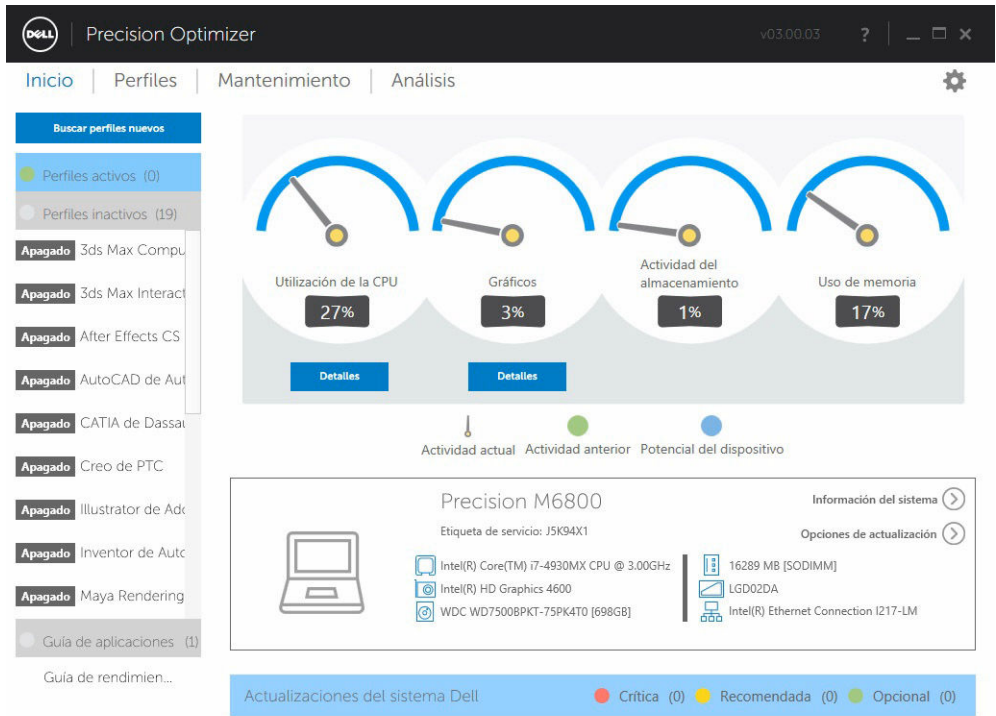 DELL Precision Optimizer v03.00.03 ?
Inicio Perfiles Mantenimiento Análisis
Buscar perfiles nuevos
Perfiles activos (0)
Perfiles inactivos (19)
Apagado 3ds Max Compu
Apagado 3ds Max Interact
Apagado After Effects CS
Apagado AutoCAD de Aut
Apagado CATIA de Dassau
Apagado Creo de PTC
Apagado Illustrator de Ado
Apagado Inventor de Auto
Apagado Maya Rendering
Guía de aplicaciones (1)
Guía de rendimien...
Utilización de la CPU
27%
Detalles
Gráficos
3%
Detalles
Actividad del
almacenamiento
1%
Uso de memoria
17%
Actividad actual Actividad anterior Potencial del dispositivo
Precision M6800
Etiqueta de servicio: J5K94X1
Información del sistema
Opciones de actualización
Intel(R) Core(TM) i7-4930MX CPU @ 3.00GHz
Intel(R) HD Graphics 4600
WDC WD7500BPKT-75PK4T0 [698GB]
16289 MB [SODIMM]
LGD02DA
Intel(R) Ethernet Connection I217-LM
Actualizaciones del sistema Dell Crítica (0) Recomendada (0) Opcional (0)